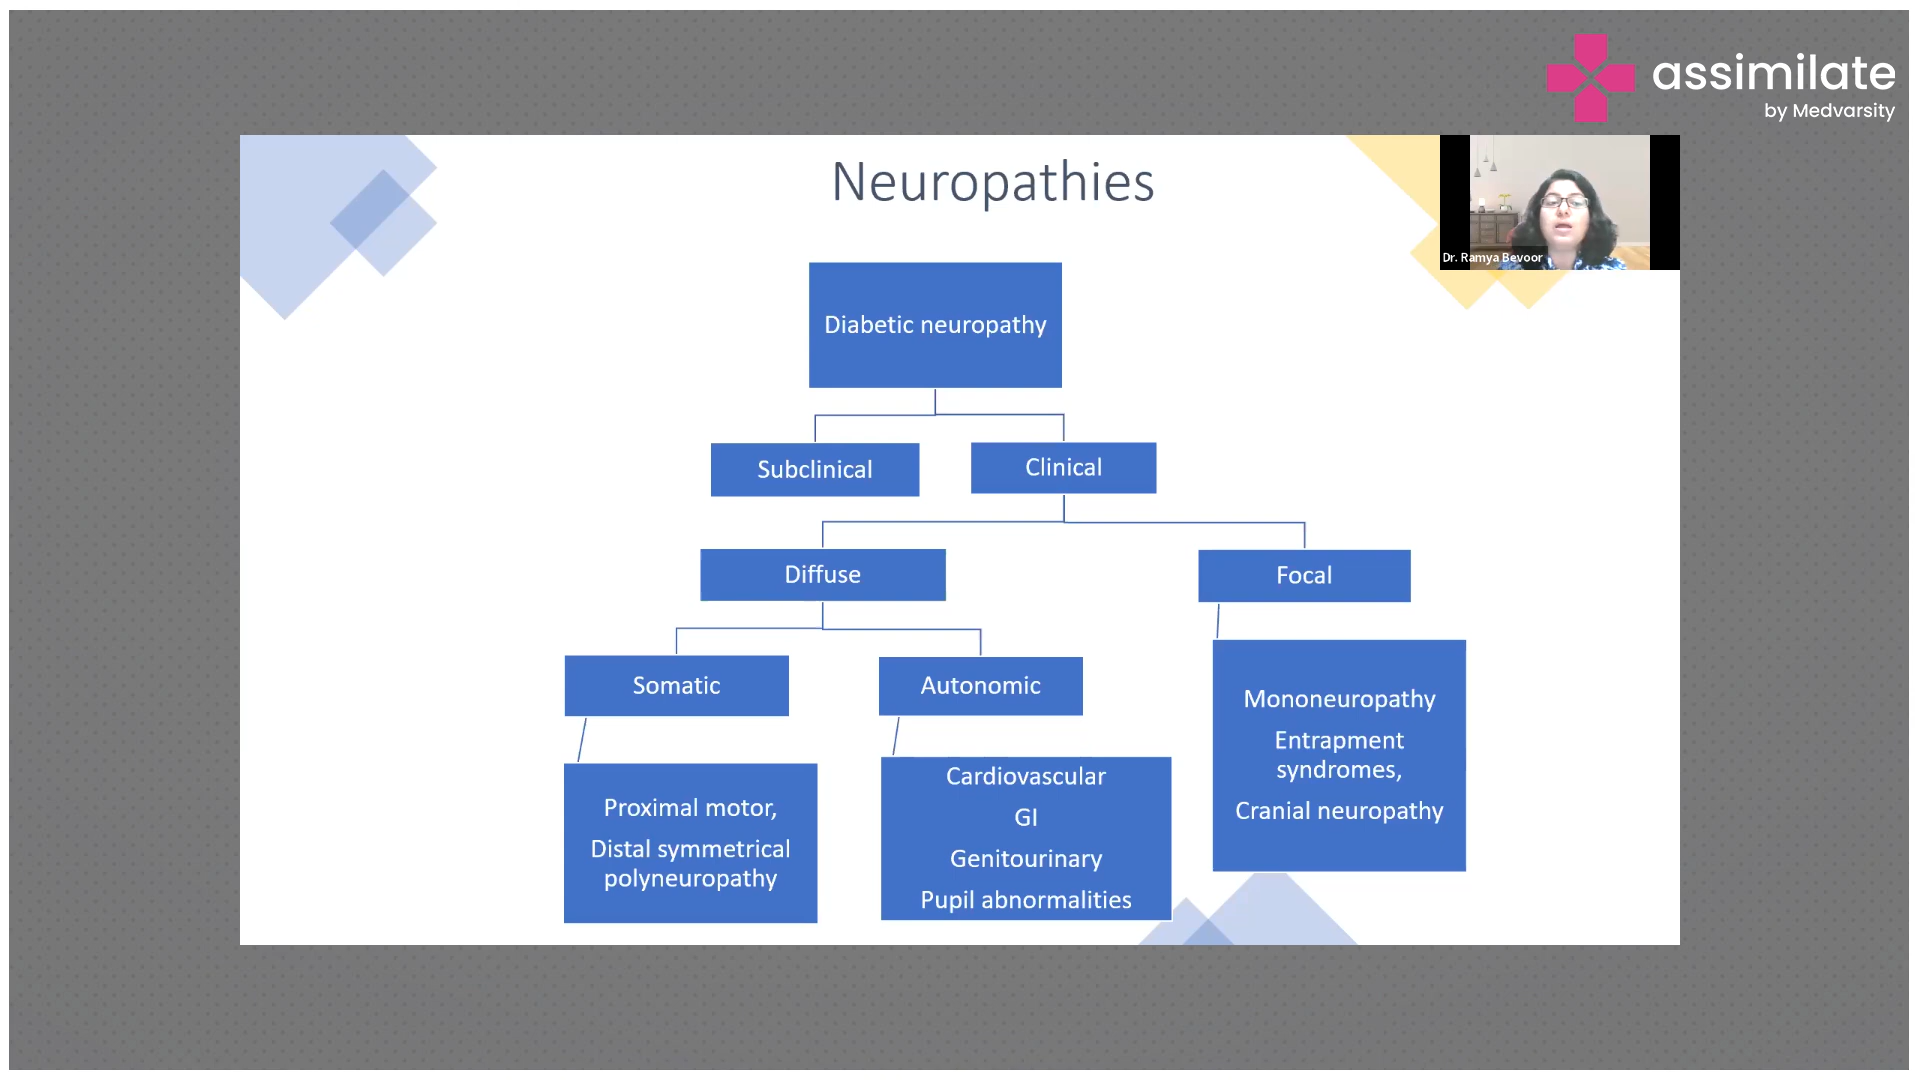 assimilate
by Medvarsity
Neuropathies
Dr. Ramya Bevoor
Diabetic neuropathy
Subclinical
Clinical
Diffuse
Focal
Somatic
Autonomic
Mononeuropathy
Entrapment
syndromes,
Cranial neuropathy
Proximal motor,
Distal symmetrical
polyneuropathy
Cardiovascular
GI
Genitourinary
Pupil abnormalities